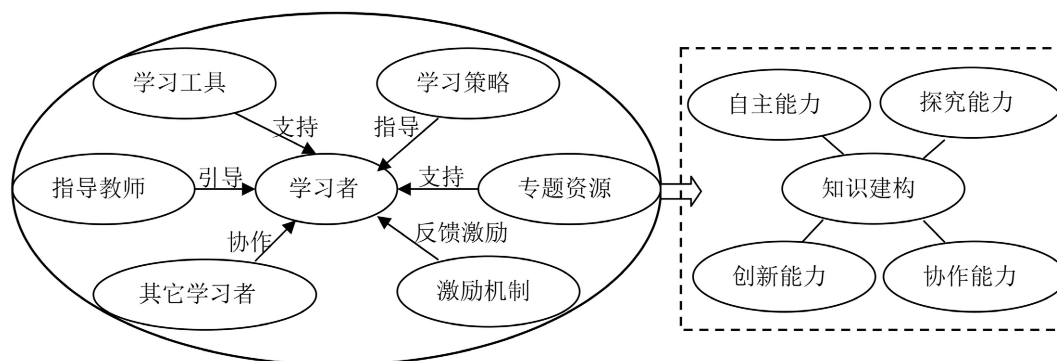 学习工具
学习策略
支持
指导
指导教师
引导
学习者
支持
专题资源
协作
反馈激励
其它学习者
激励机制
自主能力
探究能力
知识建构
创新能力
协作能力